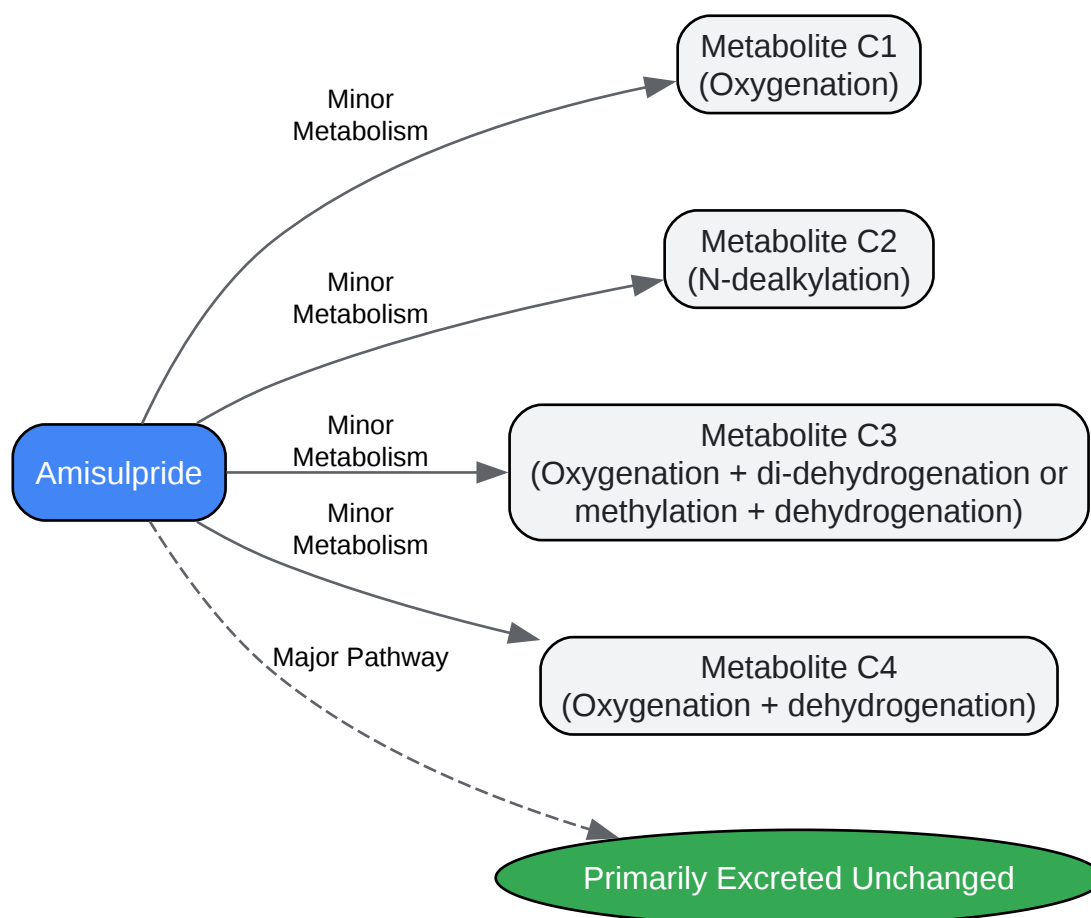 Metabolite C1
(Oxygenation)
Minor
Metabolism
Metabolite C2
(N-dealkylation)
Minor
Metabolism
Metabolite C3
(Oxygenation + di-dehydrogenation or
methylation + dehydrogenation)
Minor
Metabolism
Amisulpride
Minor
Metabolism
Major Pathway
Metabolite C4
(Oxygenation + dehydrogenation)
Primarily Excreted Unchanged